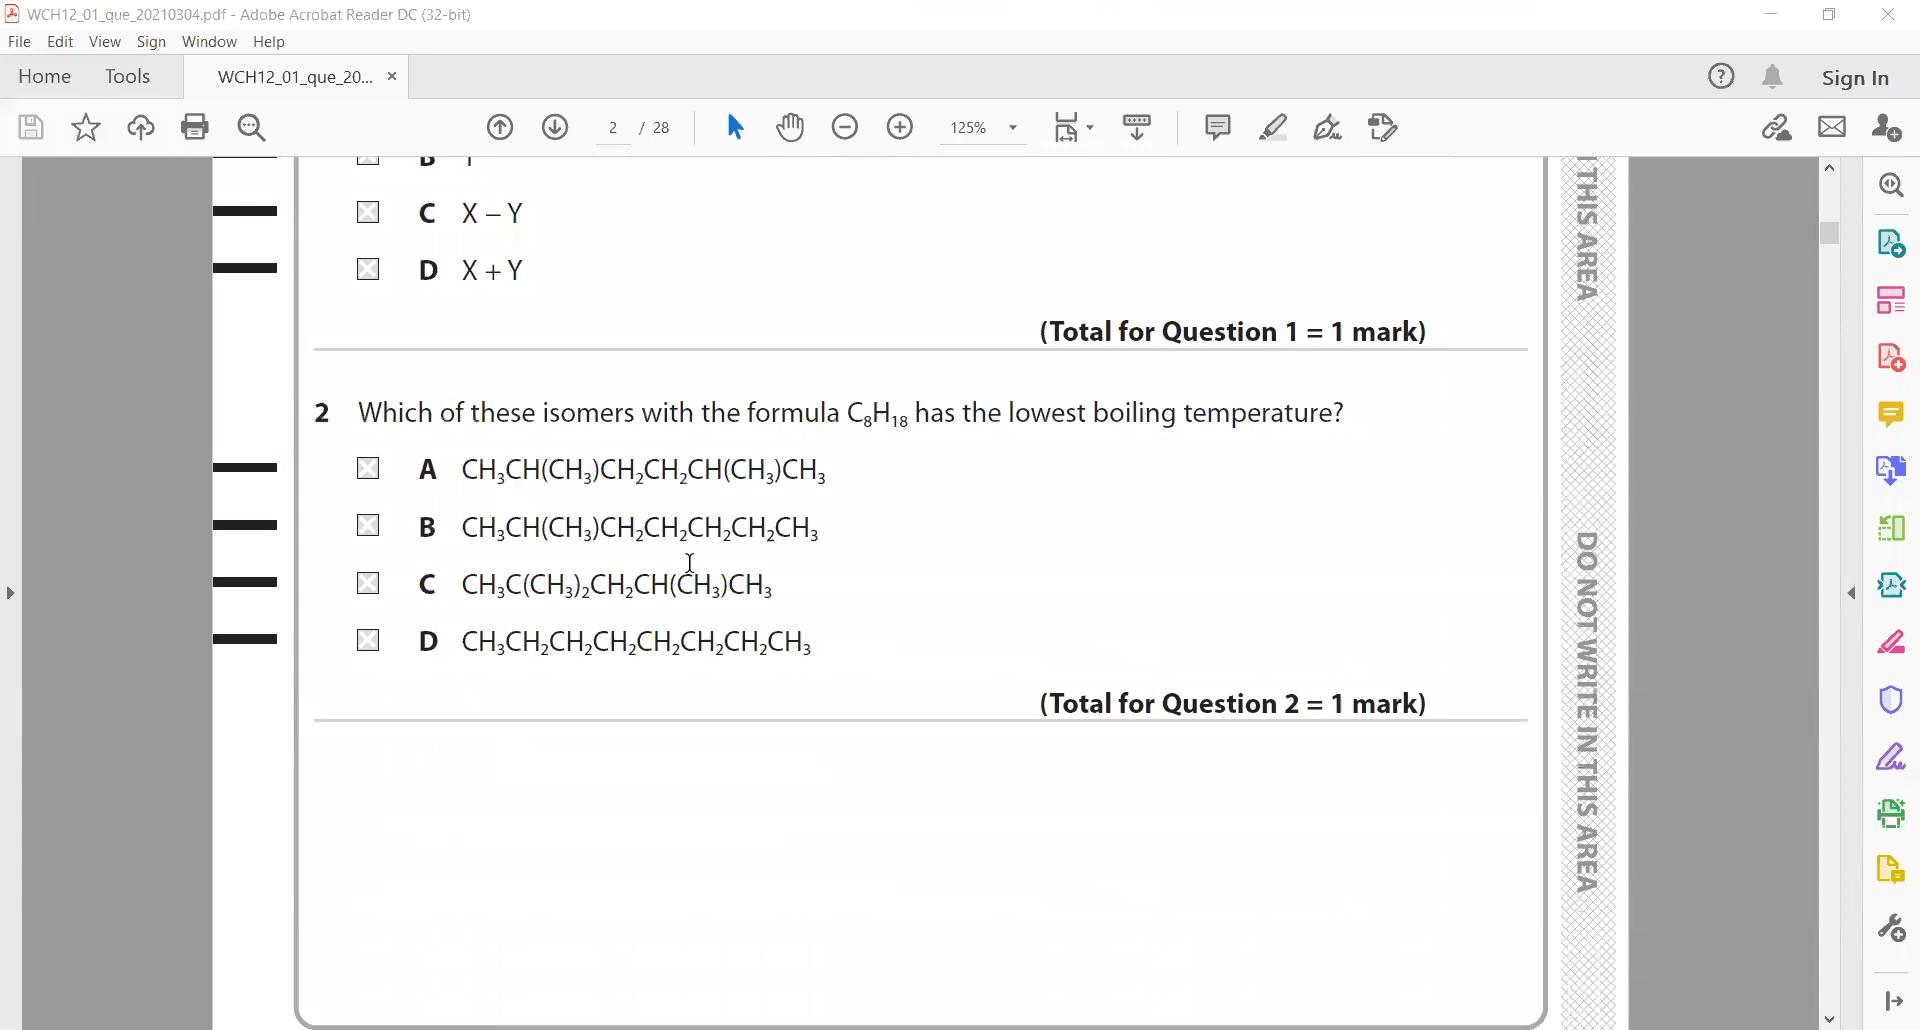 WCH12_01_que_20210304.pdf - Adobe Acrobat Reader DC (32-bit)
File Edit View Sign Window Help
Home Tools WCH12_01_que_20... × Sign In
2 / 28 125%
C X – Y
D X + Y
(Total for Question 1 = 1 mark)
2 Which of these isomers with the formula C₈H₁₈ has the lowest boiling temperature?
A CH₃CH(CH₃)CH₂CH₂CH(CH₃)CH₃
B CH₃CH(CH₃)CH₂CH₂CH₂CH₂CH₃
C CH₃C(CH₃)₂CH₂CH(CH₃)CH₃
D CH₃CH₂CH₂CH₂CH₂CH₂CH₂CH₃
(Total for Question 2 = 1 mark)
THIS AREA
DO NOT WRITE IN THIS AREA